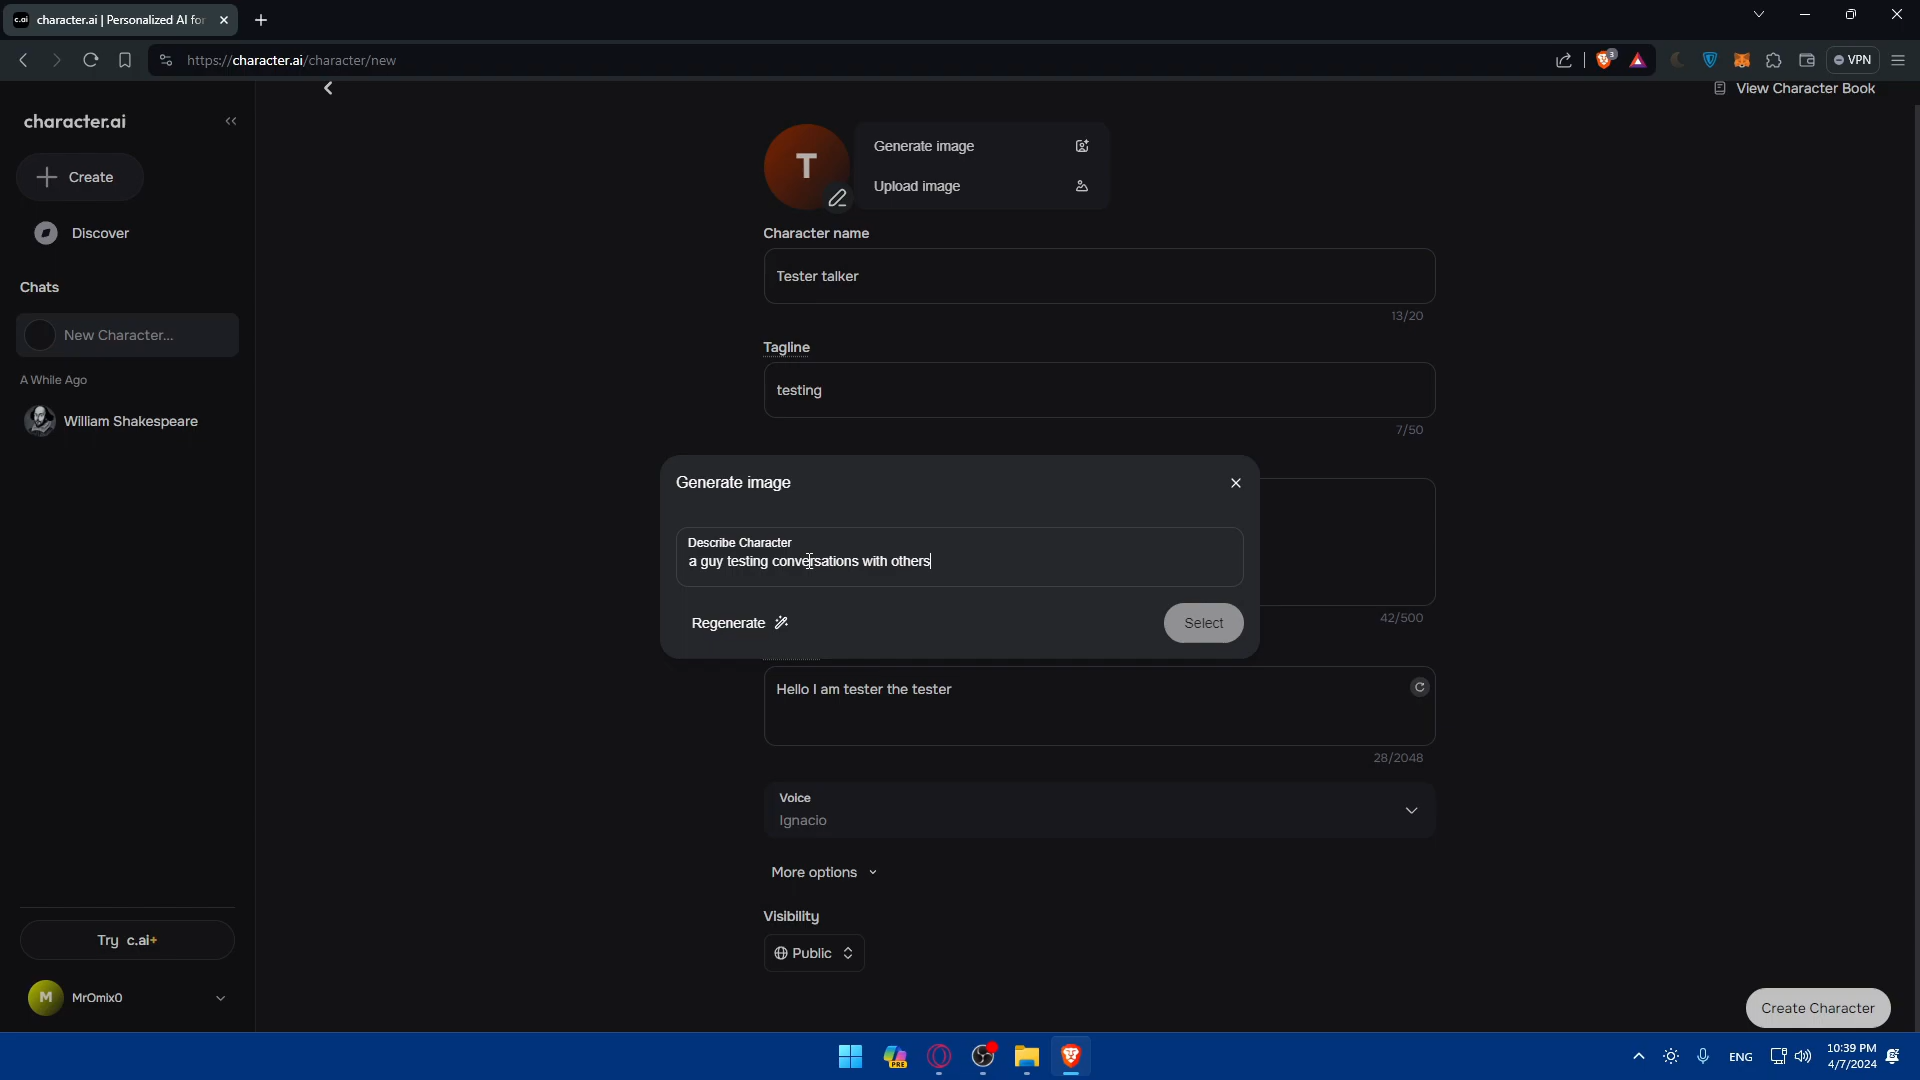 c.ai character.ai | Personalized AI for
https://character.ai/character/new
3
VPN
character.ai
View Character Book
Create
T
Generate image
Upload image
Discover
Character name
Chats
Tester talker
13/20
New Character...
Tagline
A While Ago
testing
William Shakespeare
7/50
Generate image
Describe Character
a guy testing conversations with others
Regenerate
Select
42/500
Hello I am tester the tester
28/2048
Voice
Ignacio
More options
Visibility
Public
Try c.ai+
M MrOmix0
Create Character
PRE
ENG
10:39 PM
4/7/2024